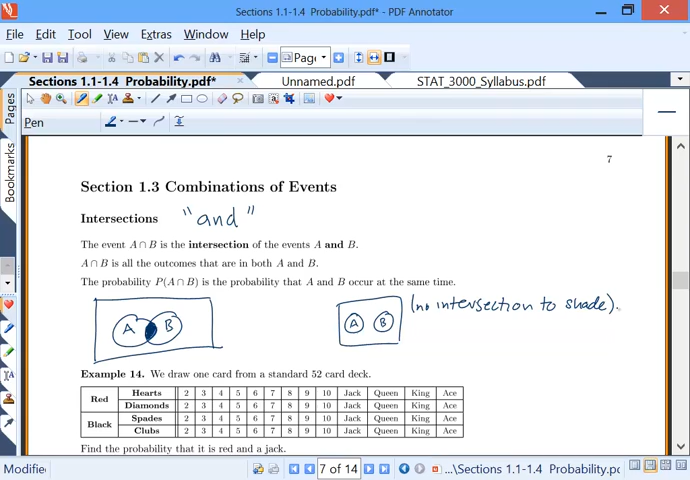 Sections 1.1-1.4 Probability.pdf* - PDF Annotator
File Edit Tool View Insert Extras Window
Page
Sections 1.1-1.4 Probability.pdf* Unnamed.pdf STAT_3000_Syllabus.pdf
Pages
Bookmarks
Pen
7
Section 1.3 Combinations of Events
Intersections "and"
The event A ∩ B is the intersection of the events A and B.
A ∩ B is all the outcomes that are in both A and B.
The probability P(A ∩ B) is the probability that A and B occur at the same time.
(no intersection to shade).
A B A B
Example 14. We draw one card from a standard 52 card deck.
Red Hearts 2 3 4 5 6 7 8 9 10 Jack Queen King Ace
Diamonds 2 3 4 5 6 7 8 9 10 Jack Queen King Ace
Black Spades 2 3 4 5 6 7 8 9 10 Jack Queen King Ace
Clubs 2 3 4 5 6 7 8 9 10 Jack Queen King Ace
Find the probability that it is red and a jack.
Modifie 7 of 14 ...\Sections 1.1-1.4 Probability.pc